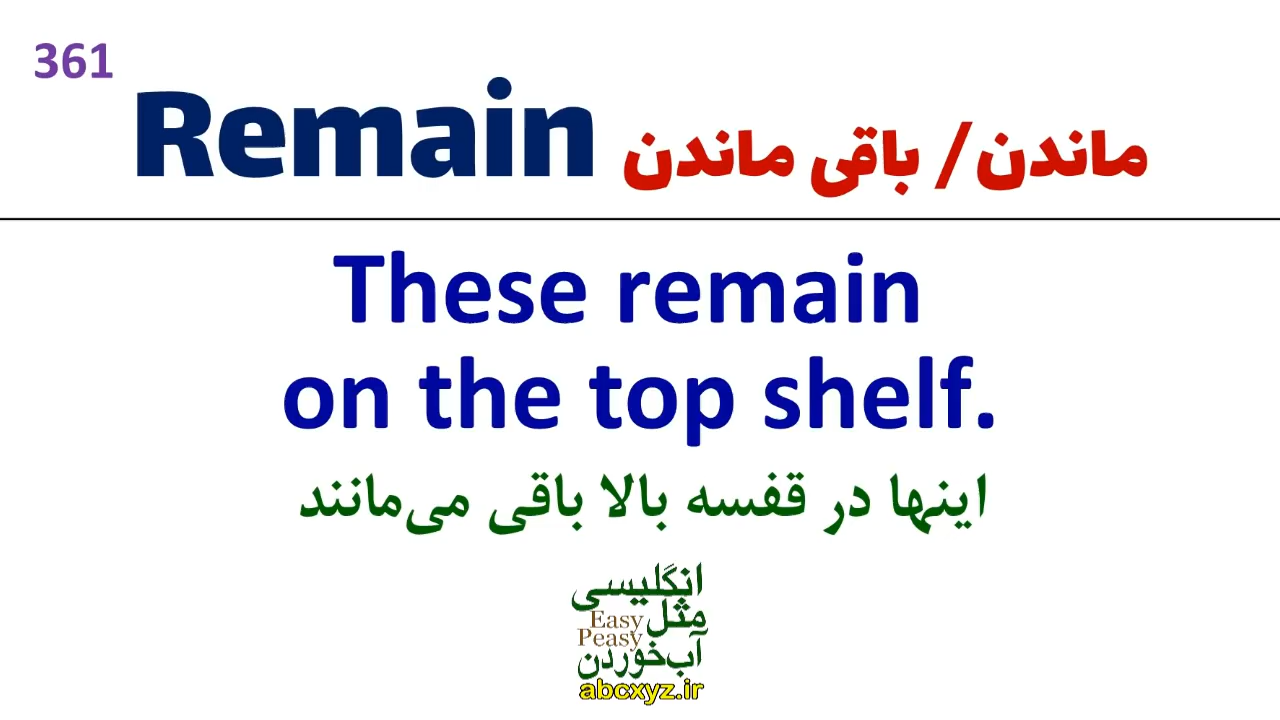 361
Remain ماندن/ باقی ماندن
These remain
on the top shelf.
اینها در قفسه بالا باقی می‌مانند
انگلیسی
مثل Easy
Peasy
آب‌خوردن
abcxyz.ir